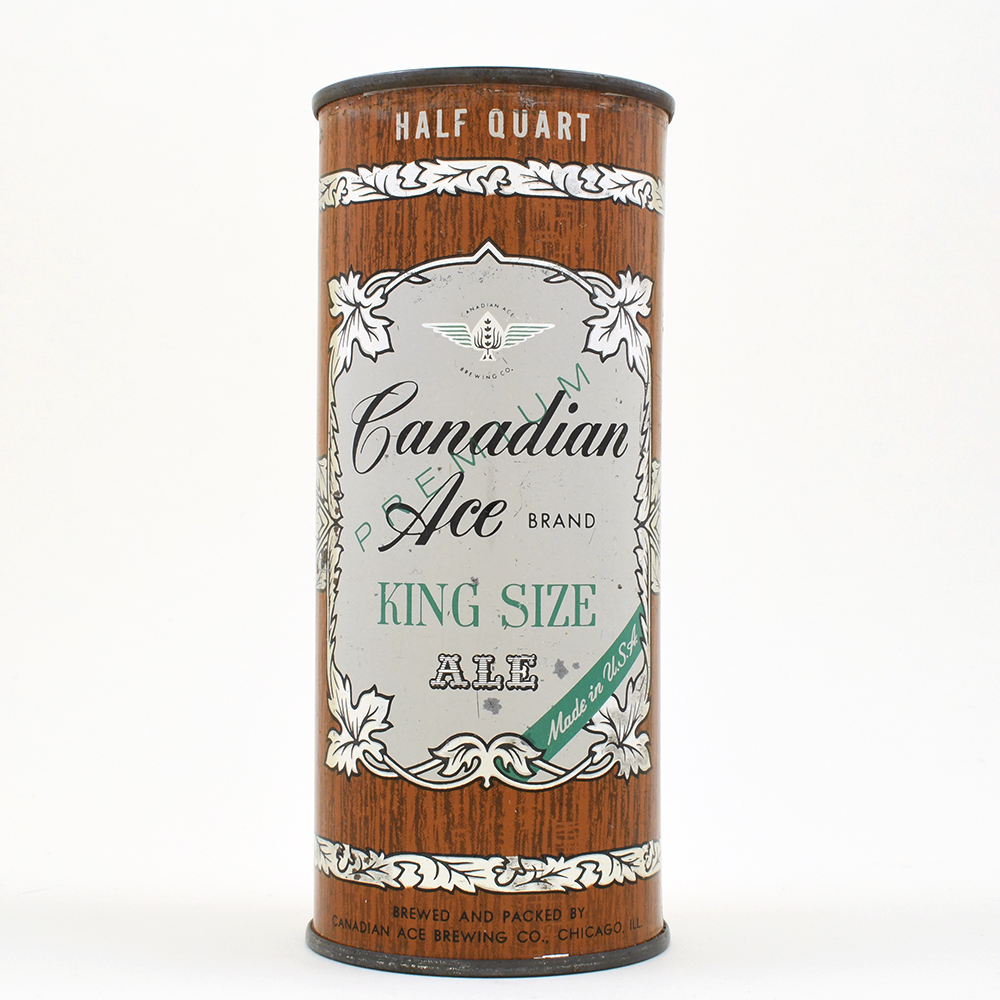 HALF QUART
CANADIAN ACE
BREWING CO.
PREMIUM
Canadian
Ace BRAND
KING SIZE
ALE
Made in U.S.A.
BREWED AND PACKED BY
CANADIAN ACE BREWING CO., CHICAGO, ILL.